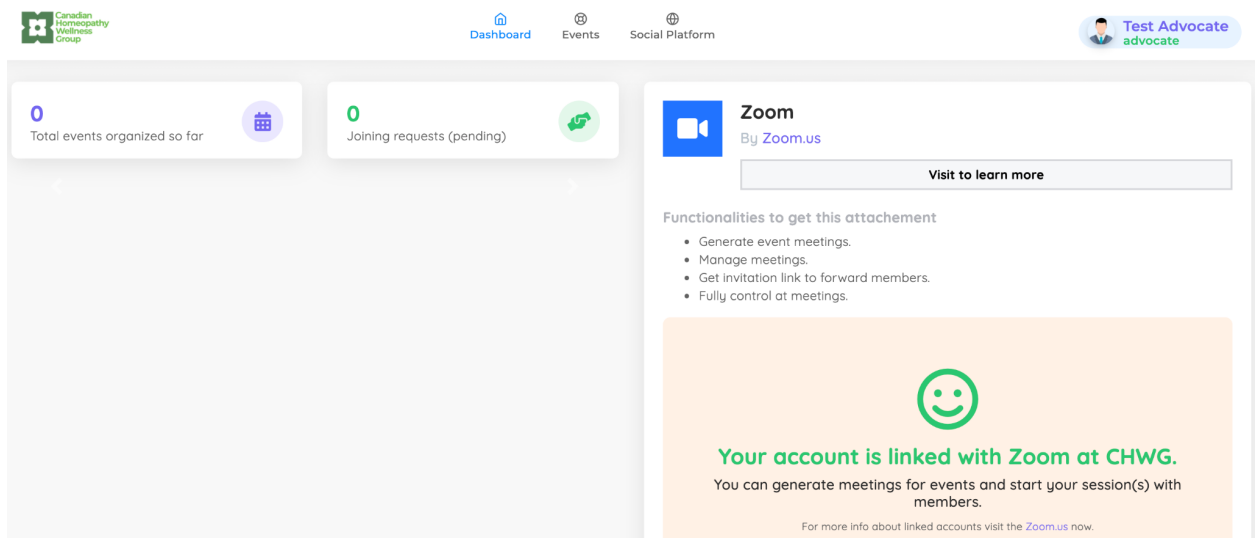 Canadian
Homeopathy
Wellness
Group
Dashboard
Events
Social Platform
Test Advocate
advocate
0
Total events organized so far
0
Joining requests (pending)
Zoom
By Zoom.us
Visit to learn more
Functionalities to get this attachement
Generate event meetings.
Manage meetings.
Get invitation link to forward members.
Fully control at meetings.
Your account is linked with Zoom at CHWG.
You can generate meetings for events and start your session(s) with
members.
For more info about linked accounts visit the Zoom.us now.